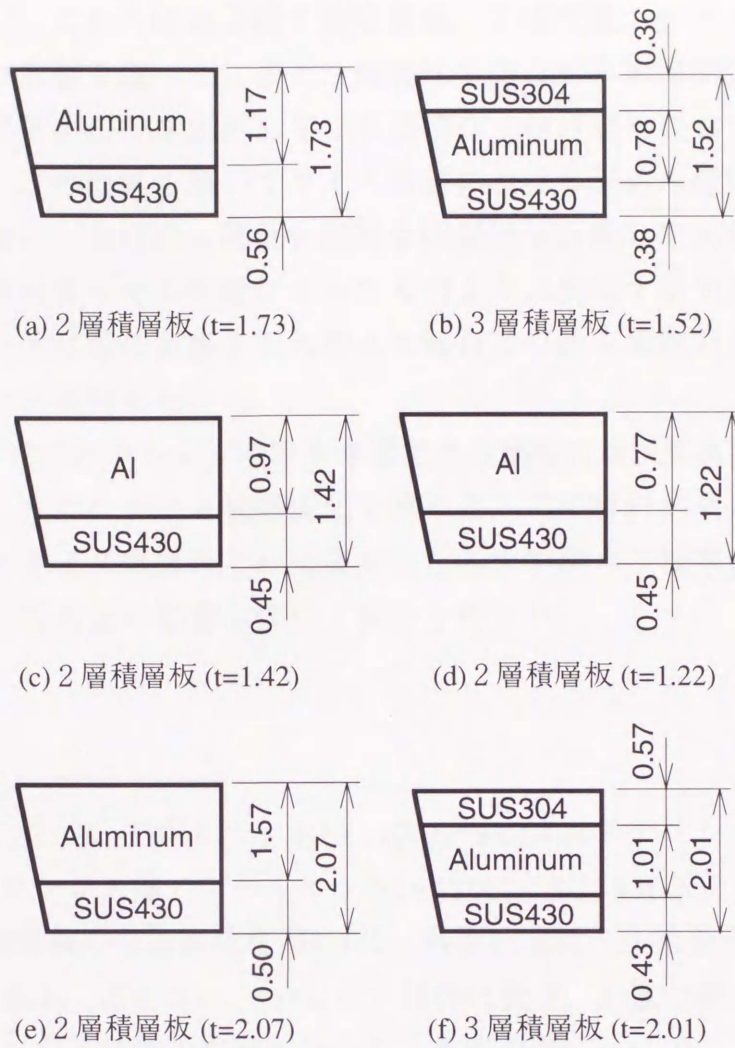 Aluminum
SUS430
1.17
0.56
1.73
(a) 2 層積層板 (t=1.73)
SUS304
Aluminum
SUS430
0.36
0.78
0.38
1.52
(b) 3 層積層板 (t=1.52)
Al
SUS430
0.97
0.45
1.42
(c) 2 層積層板 (t=1.42)
Al
SUS430
0.77
0.45
1.22
(d) 2 層積層板 (t=1.22)
Aluminum
SUS430
1.57
0.50
2.07
(e) 2 層積層板 (t=2.07)
SUS304
Aluminum
SUS430
0.57
1.01
0.43
2.01
(f) 3 層積層板 (t=2.01)